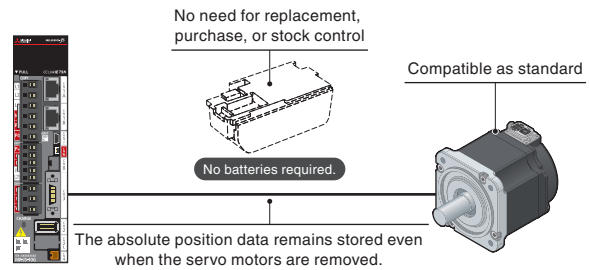 No need for replacement,
purchase, or stock control
Compatible as standard
No batteries required.
CHARGE
The absolute position data remains stored even
when the servo motors are removed.